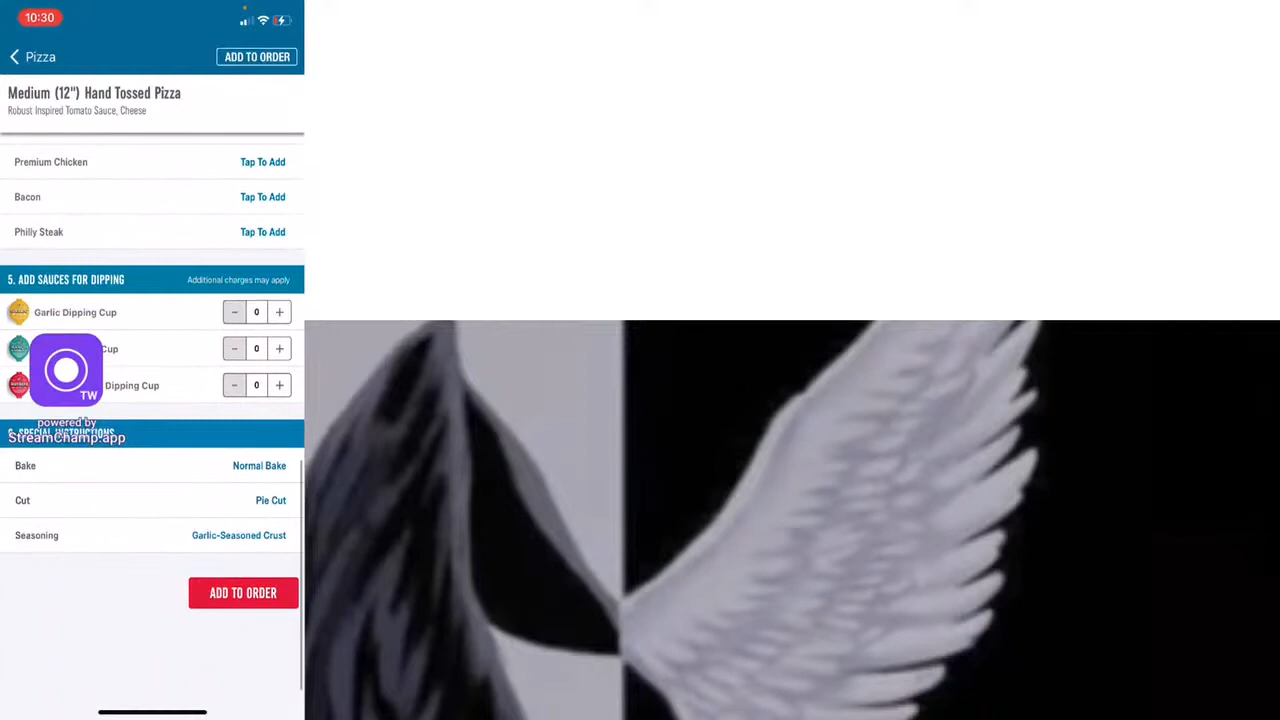 10:30
Pizza
ADD TO ORDER
Medium (12") Hand Tossed Pizza
Robust Inspired Tomato Sauce, Cheese
Premium Chicken Tap To Add
Bacon Tap To Add
Philly Steak Tap To Add
5. ADD SAUCES FOR DIPPING Additional charges may apply
Garlic Dipping Cup - 0 +
Cup - 0 +
Dipping Cup - 0 +
TW
powered by
StreamChamp.app
SPECIAL INSTRUCTIONS
Bake Normal Bake
Cut Pie Cut
Seasoning Garlic-Seasoned Crust
ADD TO ORDER